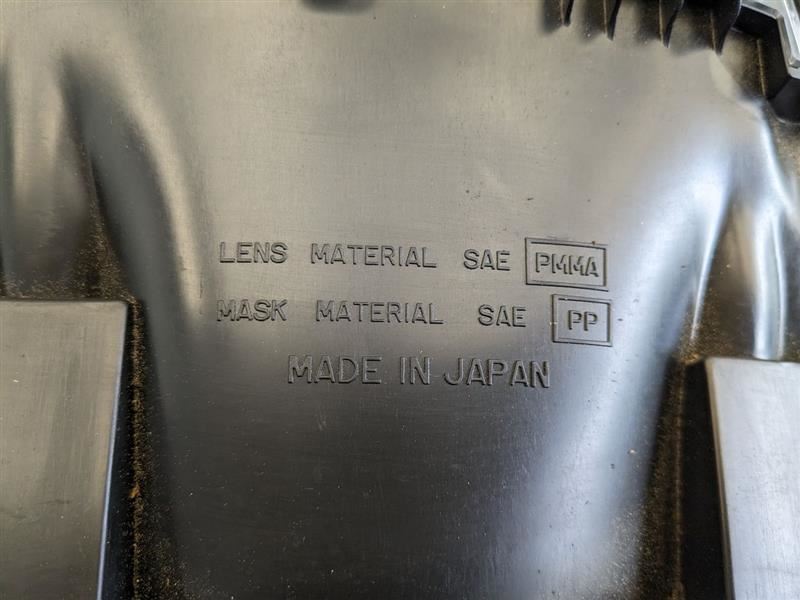 LENS MATERIAL SAE PMMA
MASK MATERIAL SAE PP
MADE IN JAPAN